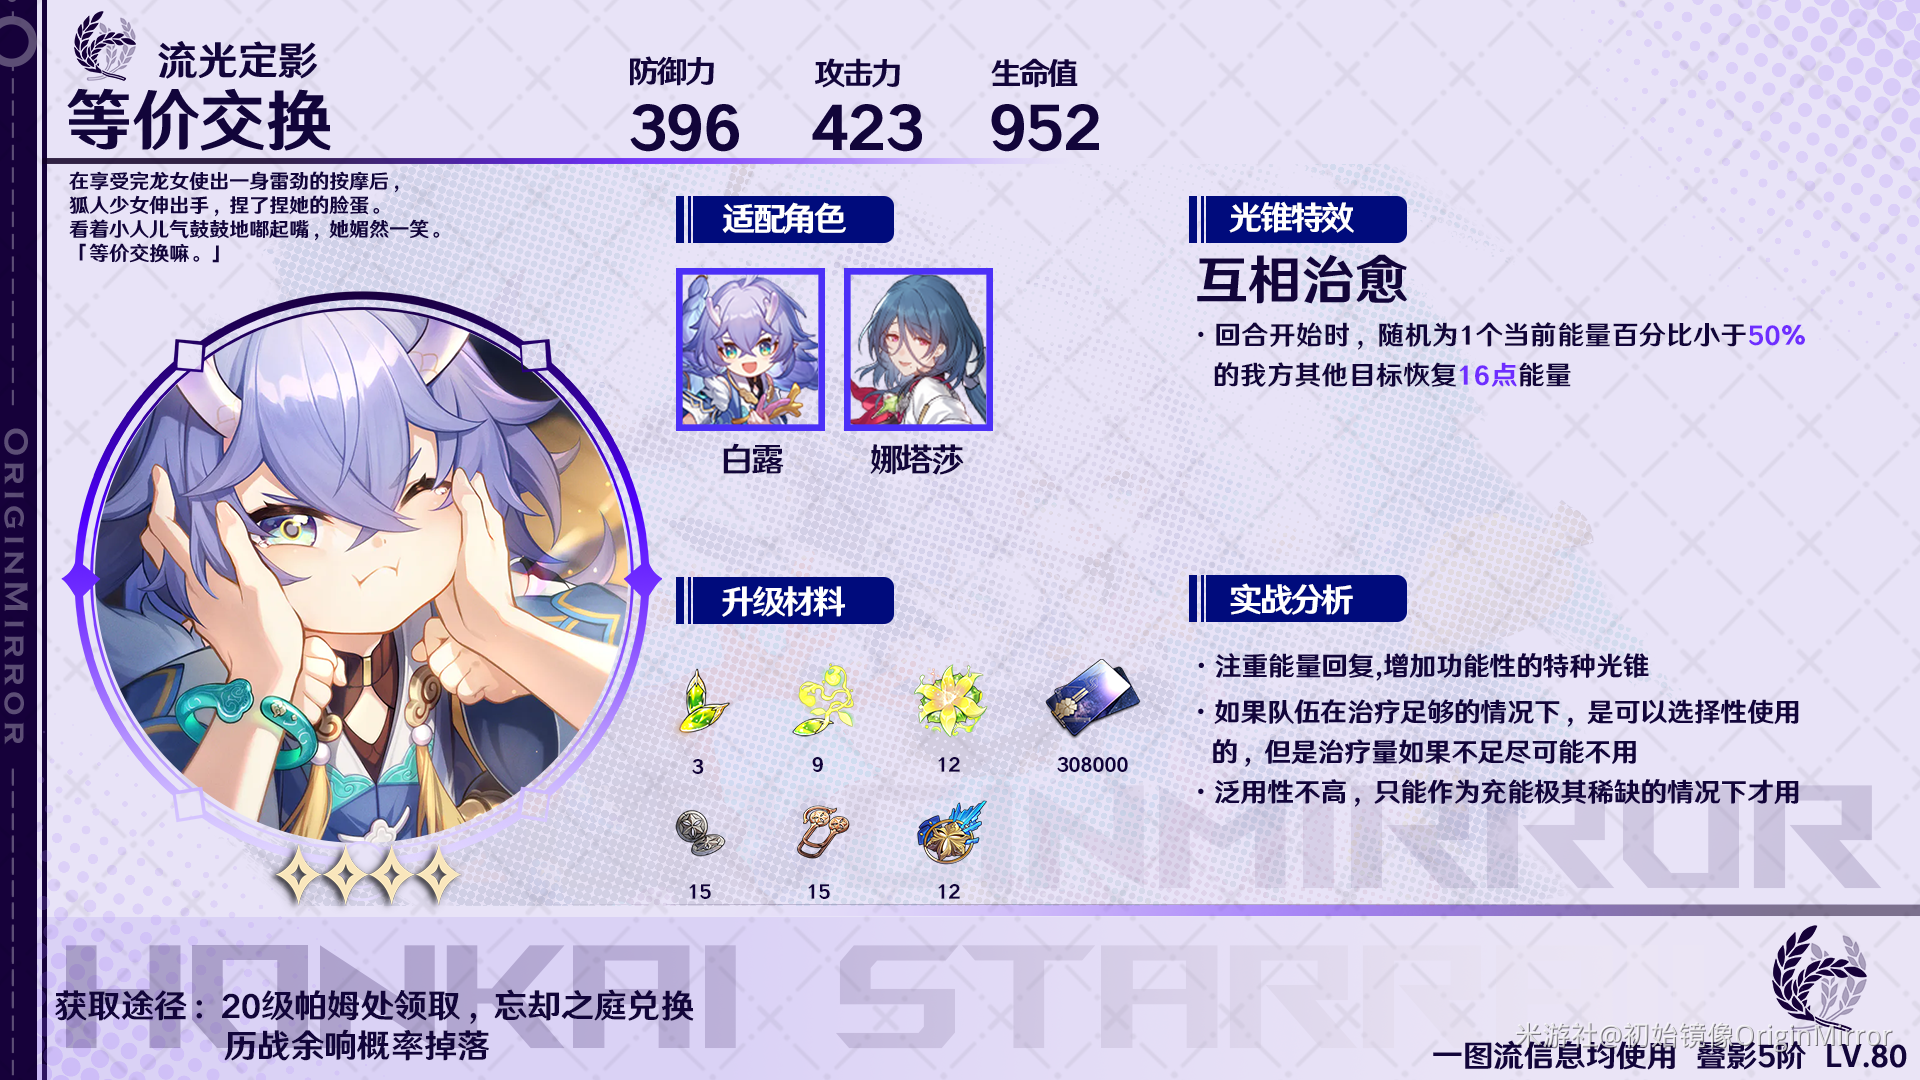 流光定影
等价交换
防御力
396
攻击力
423
生命值
952
在享受完龙女使出一身雷劲的按摩后，
狐人少女伸出手，捏了捏她的脸蛋。
看着小人儿气鼓鼓地嘟起嘴，她媚然一笑。
「等价交换嘛。」
适配角色
白露
娜塔莎
光锥特效
互相治愈
· 回合开始时，随机为1个当前能量百分比小于50%
的我方其他目标恢复16点能量
升级材料
3
9
12
308000
15
15
12
实战分析
· 注重能量回复,增加功能性的特种光锥
· 如果队伍在治疗足够的情况下，是可以选择性使用
的，但是治疗量如果不足尽可能不用
· 泛用性不高，只能作为充能极其稀缺的情况下才用
ORIGINMIRROR
MIRROR
HONKAI STARRA
获取途径：20级帕姆处领取，忘却之庭兑换
历战余响概率掉落
米游社@初始镜像OriginMirror
一图流信息均使用 叠影5阶 LV.80